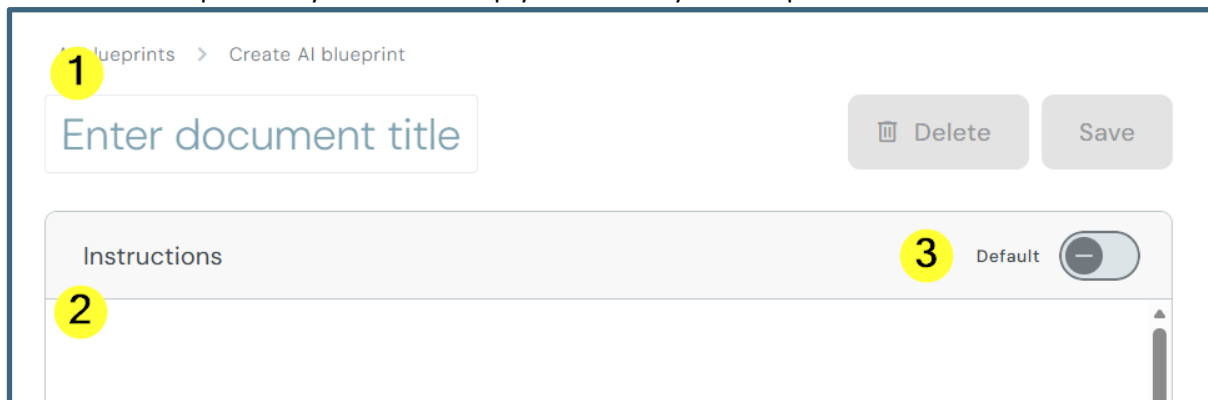 blueprints > Create AI blueprint
1
Enter document title
Delete
Save
Instructions
3
Default
2